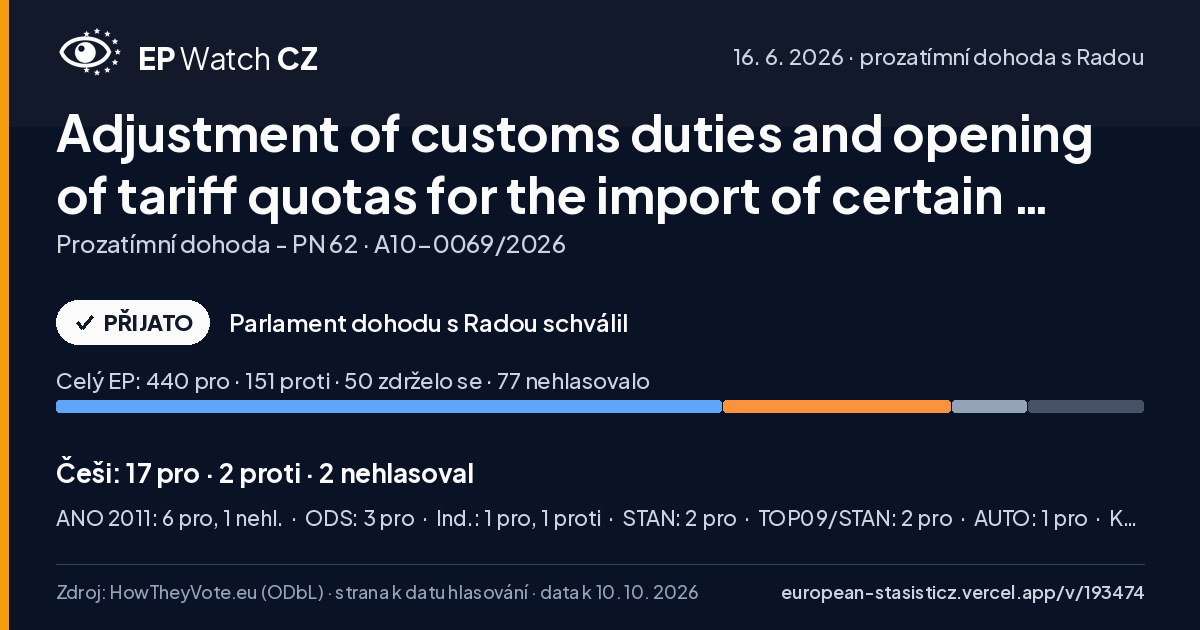 EP Watch CZ
16. 6. 2026 · prozatímní dohoda s Radou
Adjustment of customs duties and opening
of tariff quotas for the import of certain …
Prozatímní dohoda - PN 62 · A10–0069/2026
✓ PŘIJATO
Parlament dohodu s Radou schválil
Celý EP: 440 pro · 151 proti · 50 zdrželo se · 77 nehlasovalo
Češi: 17 pro · 2 proti · 2 nehlasoval
ANO 2011: 6 pro, 1 nehl. · ODS: 3 pro · Ind.: 1 pro, 1 proti · STAN: 2 pro · TOP09/STAN: 2 pro · AUTO: 1 pro · K…
Zdroj: HowTheyVote.eu (ODbL) · strana k datu hlasování · data k 10. 10. 2026
european-stasisticz.vercel.app/v/193474